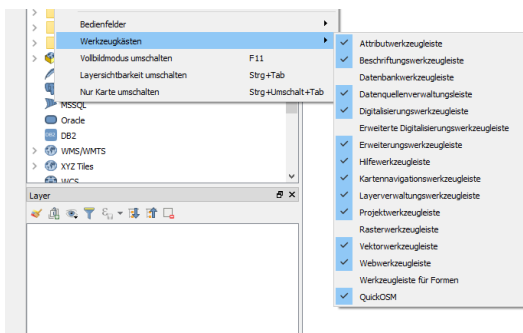 Bedienfelder
Werkzeugkästen
Vollbildmodus umschalten F11
Layersichtbarkeit umschalten Strg+Tab
Nur Karte umschalten Strg+Umschalt+Tab
MSSQL
Oracle
DB2
WMS/WMTS
XYZ Tiles
WCS
Layer
Attributwerkzeugleiste
Beschriftungswerkzeugleiste
Datenbankwerkzeugleiste
Datenquellenverwaltungsleiste
Digitalisierungswerkzeugleiste
Erweiterte Digitalisierungswerkzeugleiste
Erweiterungswerkzeugleiste
Hilfewerkzeugleiste
Kartennavigationswerkzeugleiste
Layerverwaltungswerkzeugleiste
Projektwerkzeugleiste
Rasterwerkzeugleiste
Vektorwerkzeugleiste
Webwerkzeugleiste
Werkzeugleiste für Formen
QuickOSM